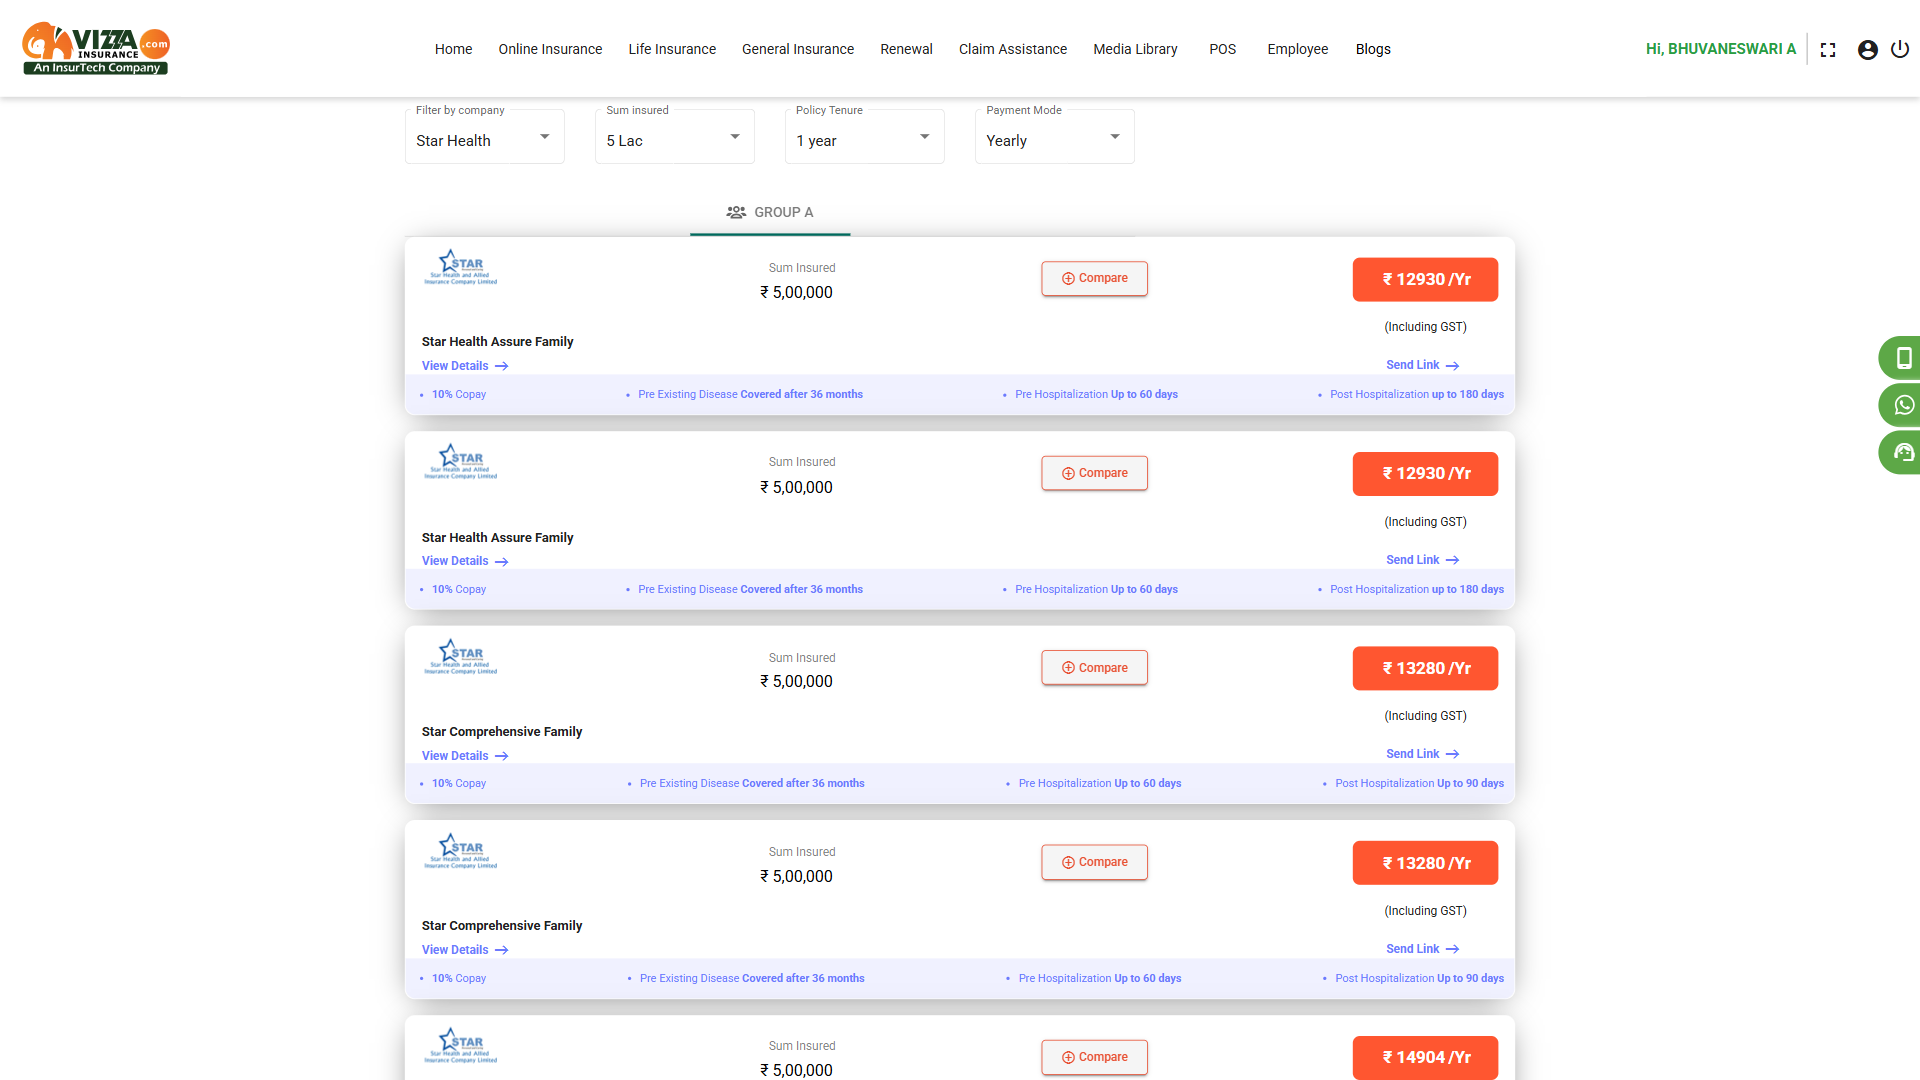 VIZZA .com
INSURANCE
An InsurTech Company
Home Online Insurance Life Insurance General Insurance Renewal Claim Assistance Media Library POS Employee Blogs
Hi, BHUVANESWARI A
Filter by company Sum insured Policy Tenure Payment Mode
Star Health 5 Lac 1 year Yearly
GROUP A
STAR
Star Health and Allied
Insurance Company Limited
Sum Insured
₹ 5,00,000
Compare
₹ 12930 /Yr
(Including GST)
Star Health Assure Family
View Details
Send Link
10% Copay Pre Existing Disease Covered after 36 months Pre Hospitalization Up to 60 days Post Hospitalization up to 180 days
STAR
Star Health and Allied
Insurance Company Limited
Sum Insured
₹ 5,00,000
Compare
₹ 12930 /Yr
(Including GST)
Star Health Assure Family
View Details
Send Link
10% Copay Pre Existing Disease Covered after 36 months Pre Hospitalization Up to 60 days Post Hospitalization up to 180 days
STAR
Star Health and Allied
Insurance Company Limited
Sum Insured
₹ 5,00,000
Compare
₹ 13280 /Yr
(Including GST)
Star Comprehensive Family
View Details
Send Link
10% Copay Pre Existing Disease Covered after 36 months Pre Hospitalization Up to 60 days Post Hospitalization Up to 90 days
STAR
Star Health and Allied
Insurance Company Limited
Sum Insured
₹ 5,00,000
Compare
₹ 13280 /Yr
(Including GST)
Star Comprehensive Family
View Details
Send Link
10% Copay Pre Existing Disease Covered after 36 months Pre Hospitalization Up to 60 days Post Hospitalization Up to 90 days
STAR
Star Health and Allied
Insurance Company Limited
Sum Insured
₹ 5,00,000
Compare
₹ 14904 /Yr